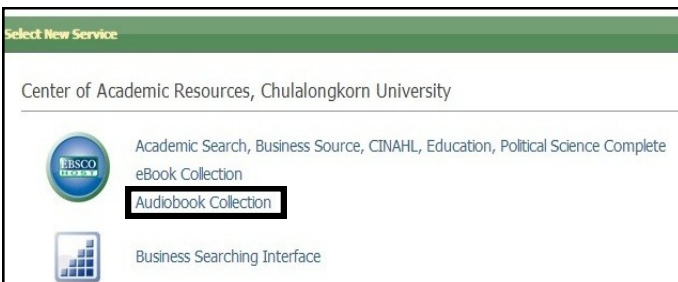 Select New Service
Center of Academic Resources, Chulalongkorn University
EBSCO
HOST
Academic Search, Business Source, CINAHL, Education, Political Science Complete
eBook Collection
Audiobook Collection
Business Searching Interface